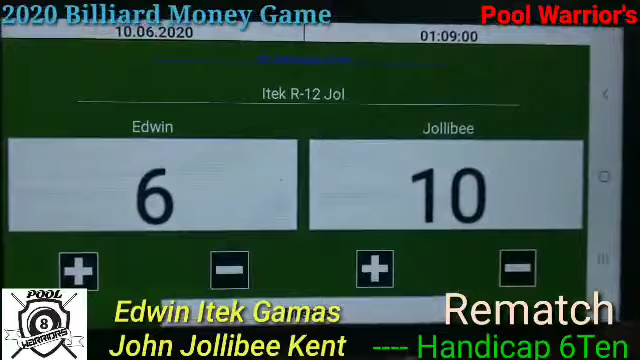 2020 Billiard Money Game
Pool Warrior's
10.06.2020
01:09:00
Itek R-12 Jol
Edwin
Jollibee
6
10
+
−
+
−
POOL
8
WARRIORS
Edwin Itek Gamas
Rematch
John Jollibee Kent
---- Handicap 6Ten